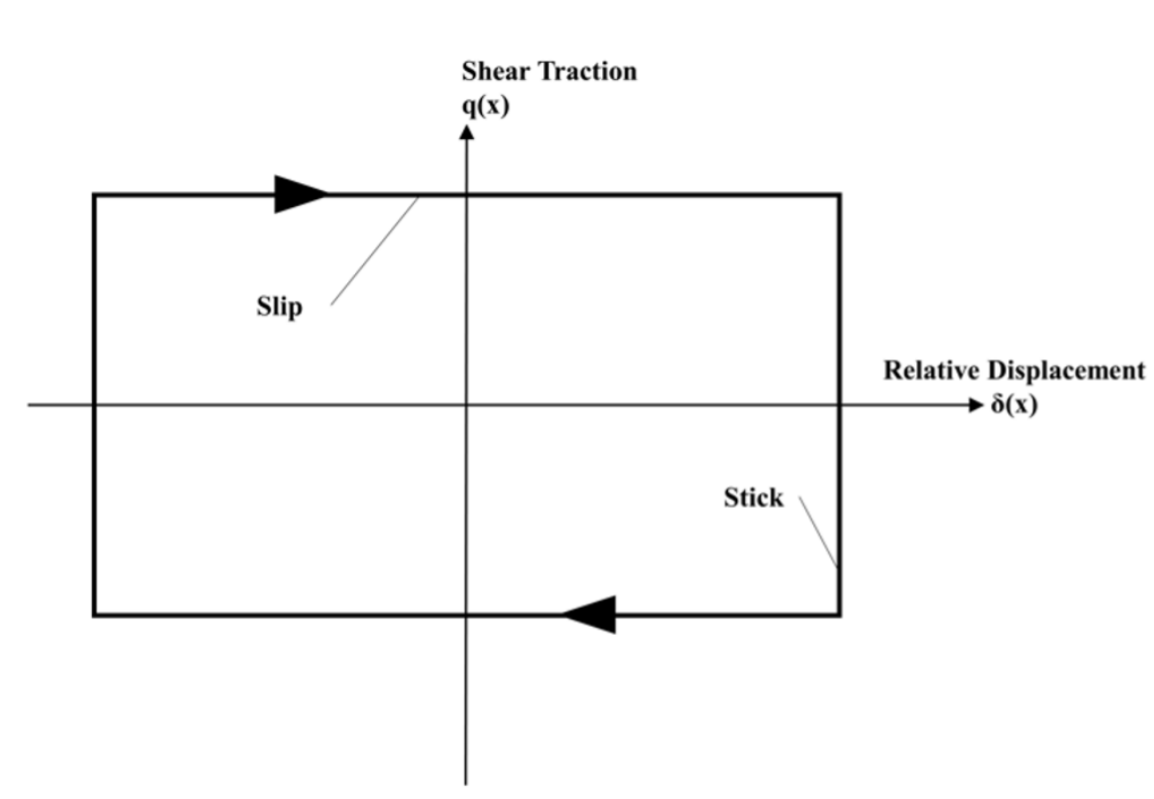 Shear Traction
q(x)
Slip
Relative Displacement
δ(x)
Stick